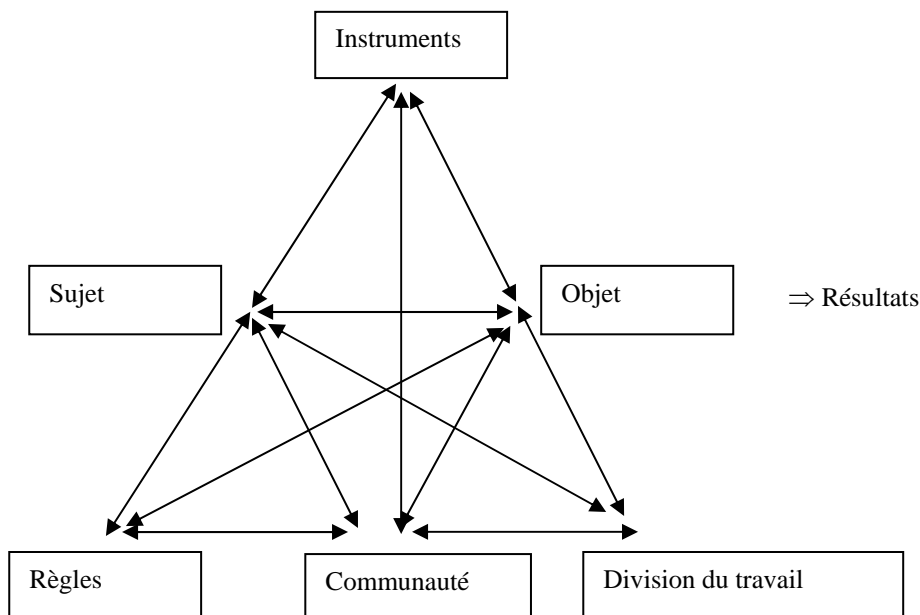 Instruments
Sujet
Objet
⇒ Résultats
Règles
Communauté
Division du travail